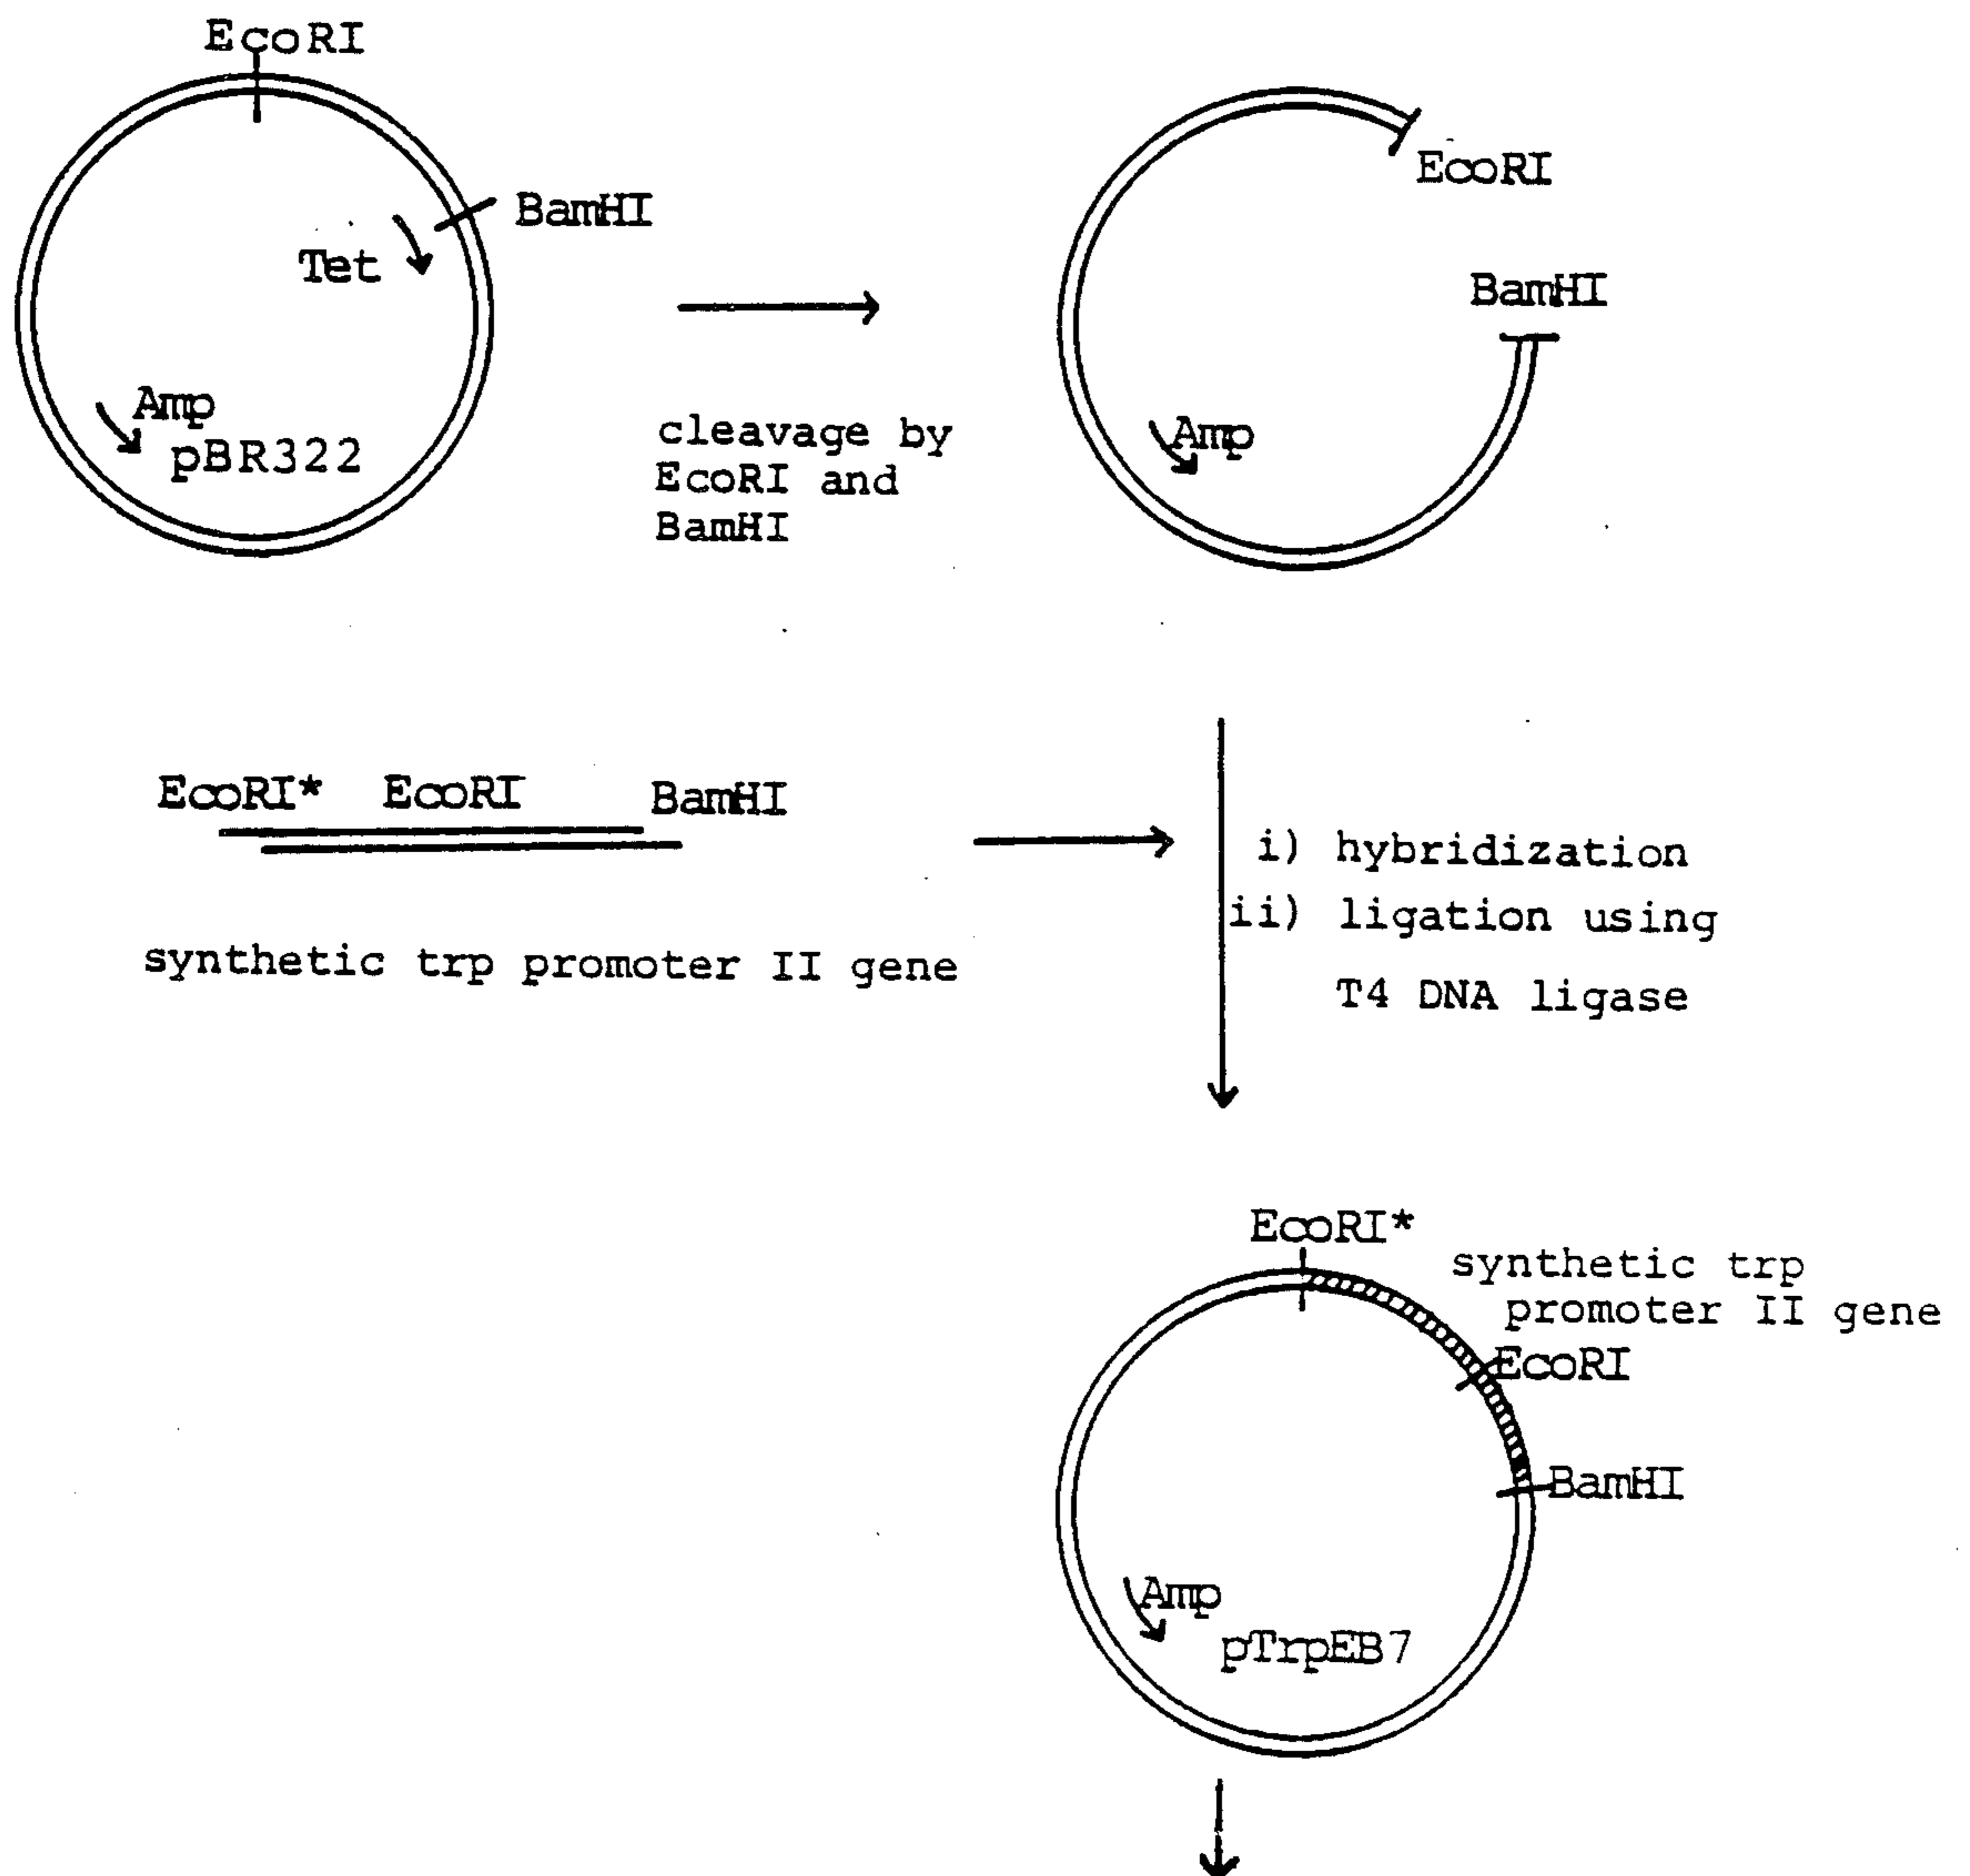 EcoRI
BamHI
Tet
Amp
pBR322
cleavage by
EcoRI and
BamHI
EcoRI
BamHI
Amp
EcoRI* EcoRI BamHI
synthetic trp promoter II gene
i) hybridization
ii) ligation using
T4 DNA ligase
EcoRI*
synthetic trp
promoter II gene
EcoRI
BamHI
Amp
pTrpEB7